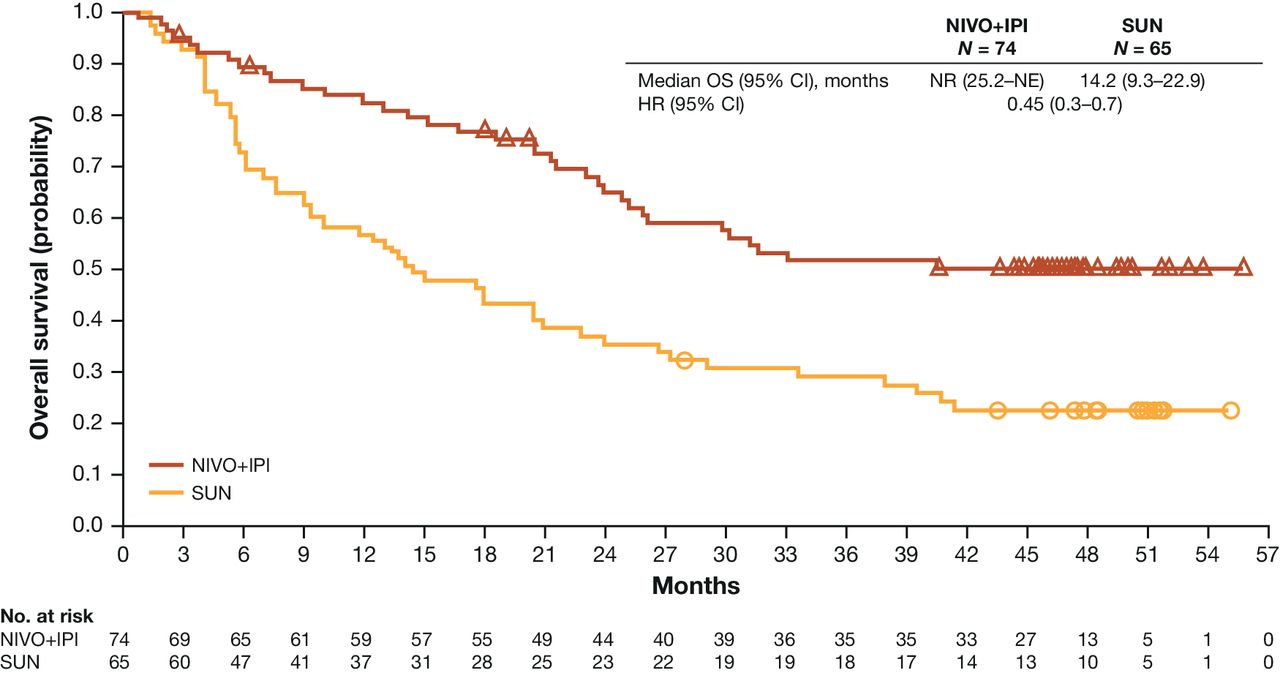 NIVO+IPI SUN
N = 74 N = 65
Median OS (95% CI), months NR (25.2–NE) 14.2 (9.3–22.9)
HR (95% CI) 0.45 (0.3–0.7)
Overall survival (probability)
1.0
0.9
0.8
0.7
0.6
0.5
0.4
0.3
0.2
0.1
0.0
NIVO+IPI
SUN
0 3 6 9 12 15 18 21 24 27 30 33 36 39 42 45 48 51 54 57
Months
No. at risk
NIVO+IPI 74 69 65 61 59 57 55 49 44 40 39 36 35 35 33 27 13 5 1 0
SUN 65 60 47 41 37 31 28 25 23 22 19 19 18 17 14 13 10 5 1 0